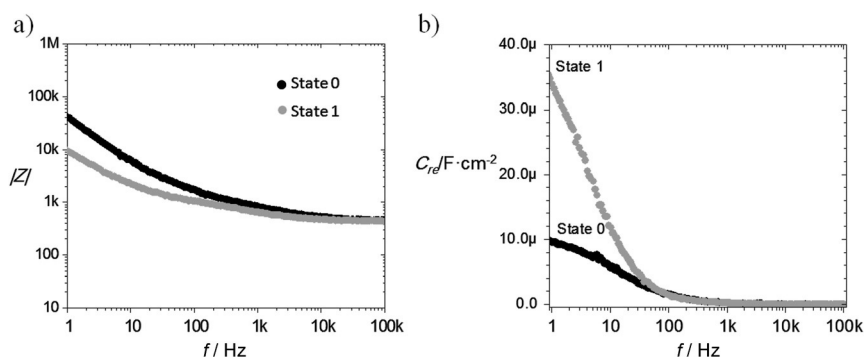 a)
1M
100k
10k
|Z|
1k
100
10
1
10
100
1k
10k
100k
f / Hz
State 0
State 1
b)
40.0µ
30.0µ
Cre/F·cm-2
20.0µ
10.0µ
0.0
1
10
100
1k
10k
100k
f / Hz
State 1
State 0